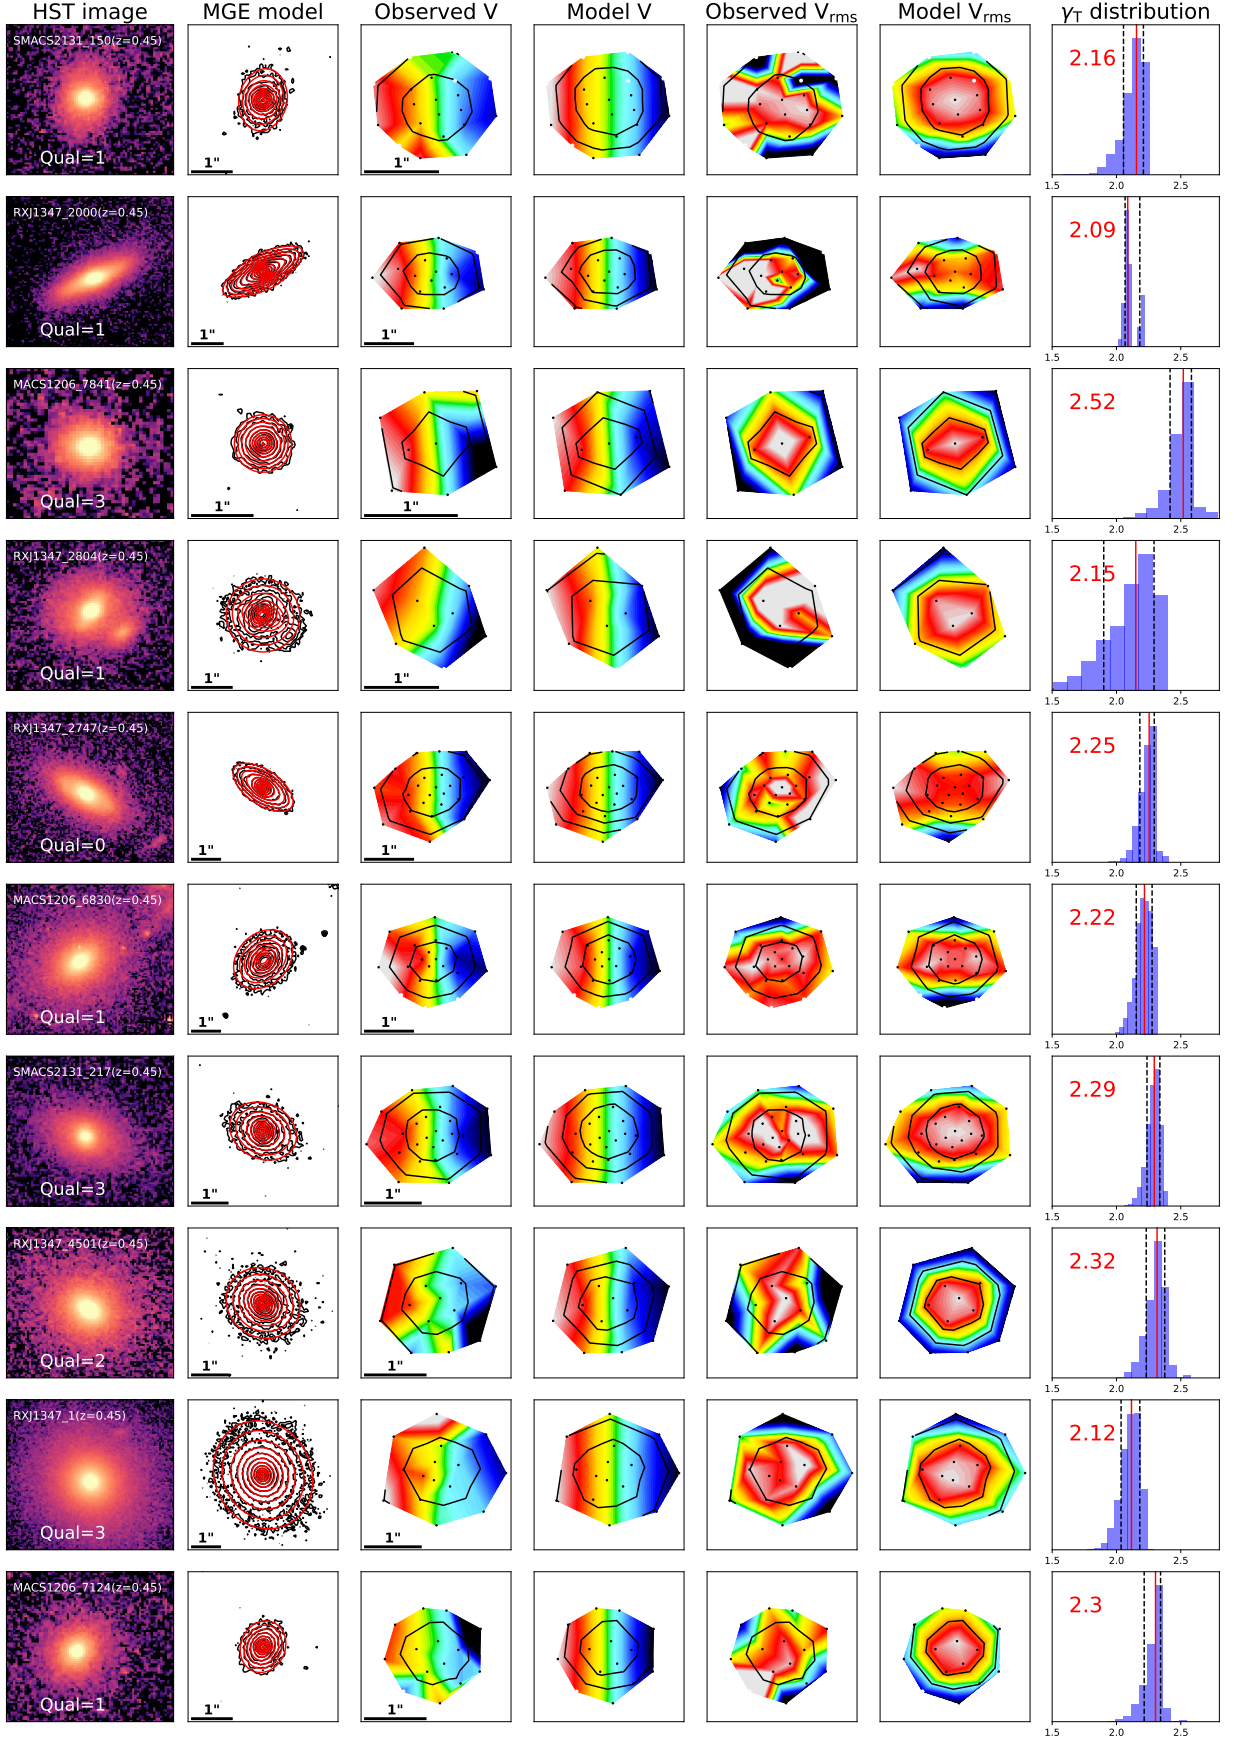 HST image MGE model Observed V Model V Observed Vrms Model Vrms γT distribution
SMACS2131_150(z=0.45)
2.16
Qual=1
1" 1"
1.5 2.0 2.5
RXJ1347_2000(z=0.45)
2.09
Qual=1
1" 1"
1.5 2.0 2.5
MACS1206_7841(z=0.45)
2.52
Qual=3
1" 1"
1.5 2.0 2.5
RXJ1347_2804(z=0.45)
2.15
Qual=1
1" 1"
1.5 2.0 2.5
RXJ1347_2747(z=0.45)
2.25
Qual=0
1" 1"
1.5 2.0 2.5
MACS1206_6830(z=0.45)
2.22
Qual=1
1" 1"
1.5 2.0 2.5
SMACS2131_217(z=0.45)
2.29
Qual=3
1" 1"
1.5 2.0 2.5
RXJ1347_4501(z=0.45)
2.32
Qual=2
1" 1"
1.5 2.0 2.5
RXJ1347_1(z=0.45)
2.12
Qual=3
1" 1"
1.5 2.0 2.5
MACS1206_7124(z=0.45)
2.3
Qual=1
1" 1"
1.5 2.0 2.5